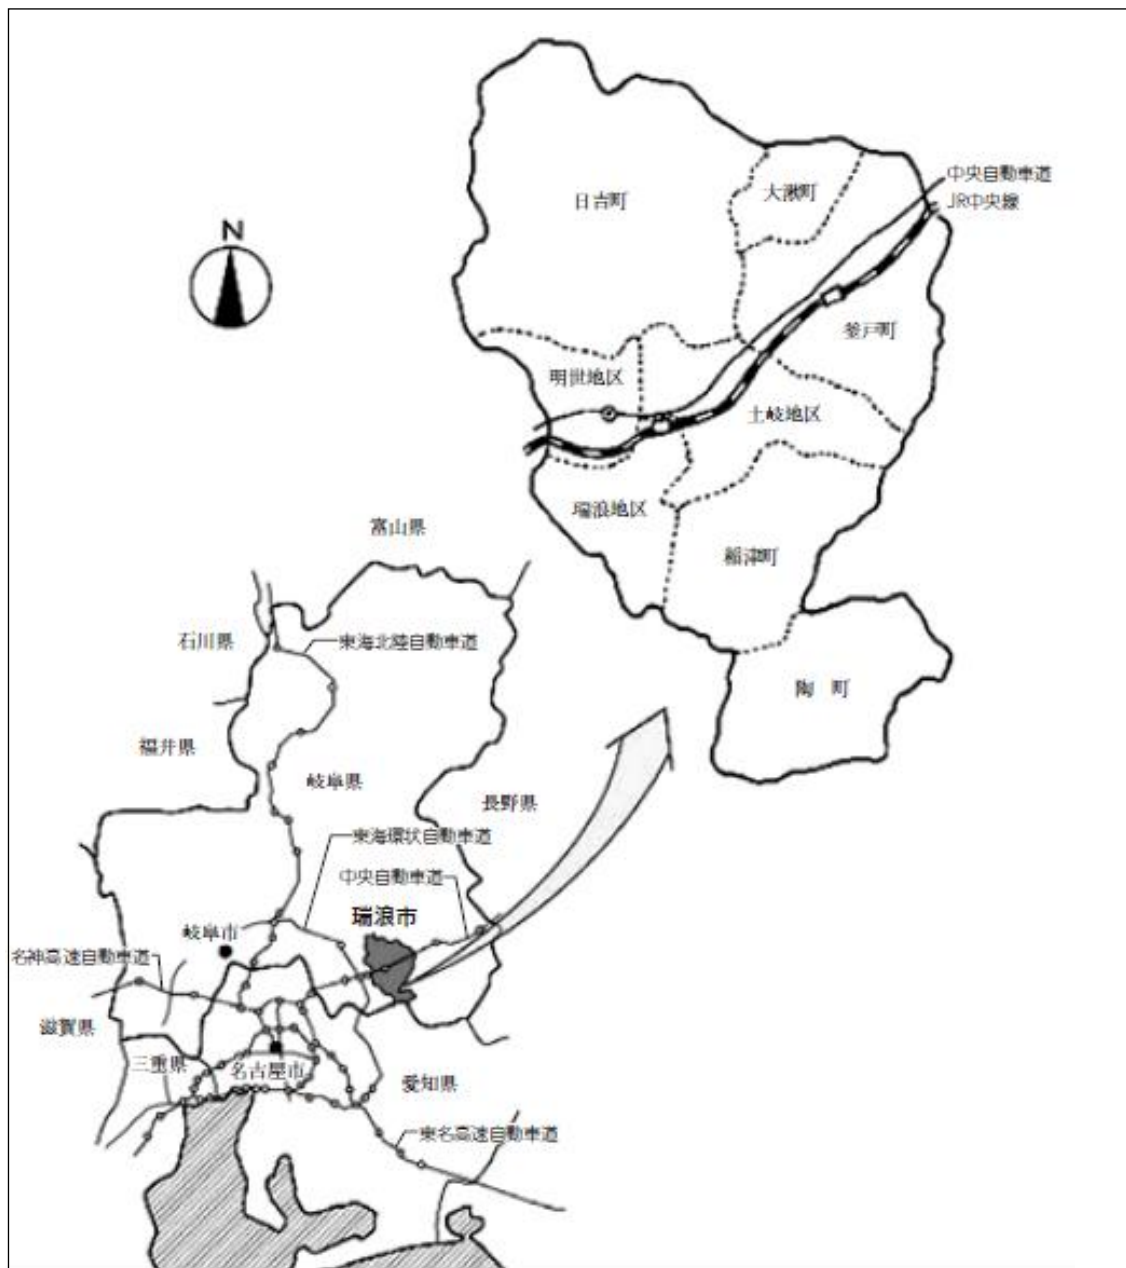 中央自動車道
大湫町
日吉町
JR中央線
N
釜戸町
明世地区
土岐地区
瑞浪地区
稲津町
富山県
石川県
東海北陸自動車道
陶 町
福井県
岐阜県
長野県
東海環状自動車道
中央自動車道
瑞浪市
岐阜市
名神高速自動車道
滋賀県
三重県
名古屋市
愛知県
東名高速自動車道